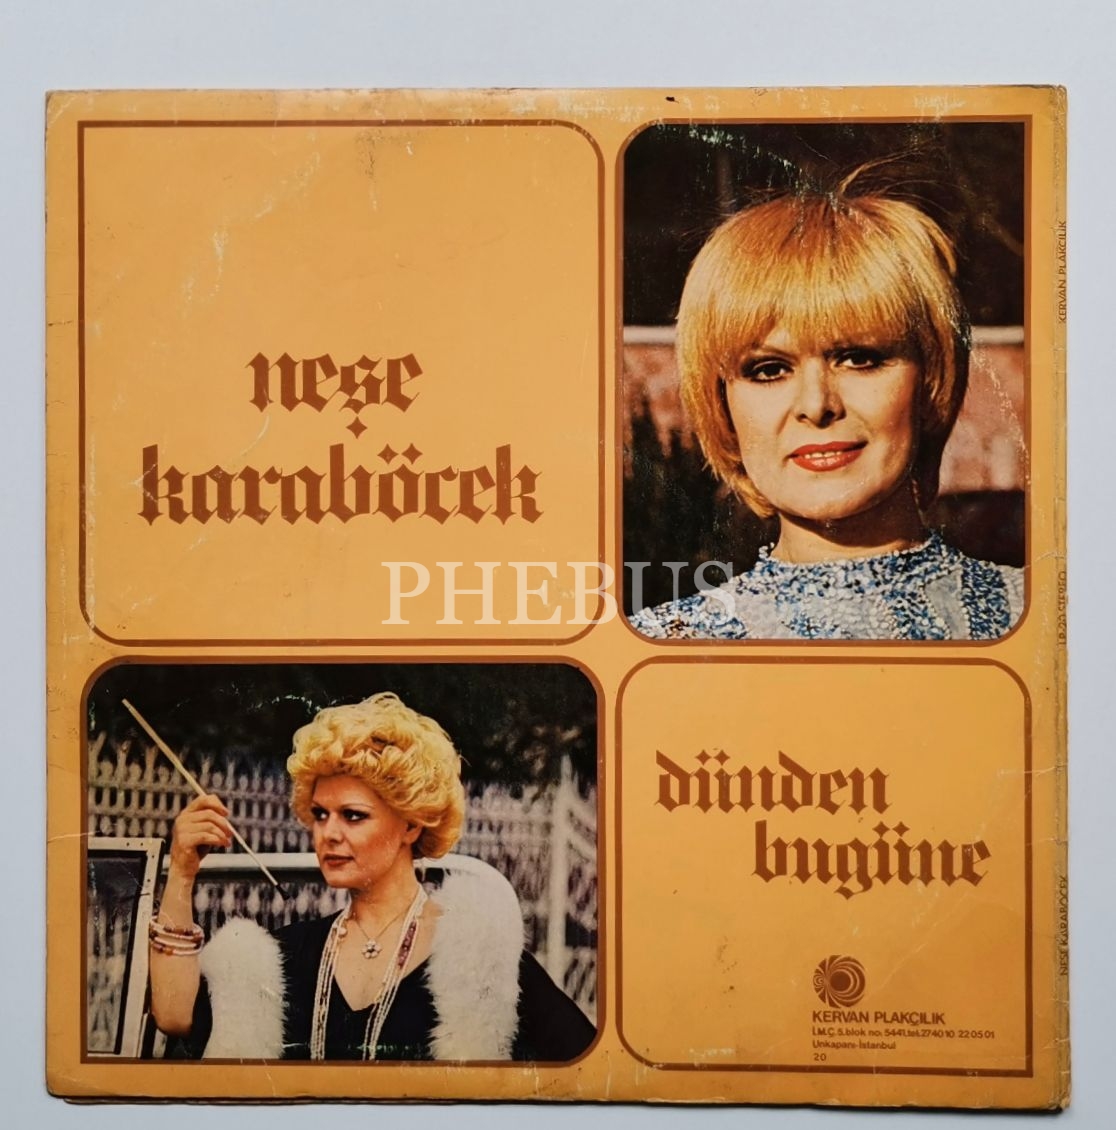 neşe
karaböcek
PHEBUS
dünden
bugüne
KERVAN PLAKÇILIK
İ.M.Ç. 5.blok no: 5441.tel:274010 220501
Unkapanı-İstanbul
20
KERVAN PLAKÇILIK
LP-20 STEREO
NEŞE KARABÖCEK